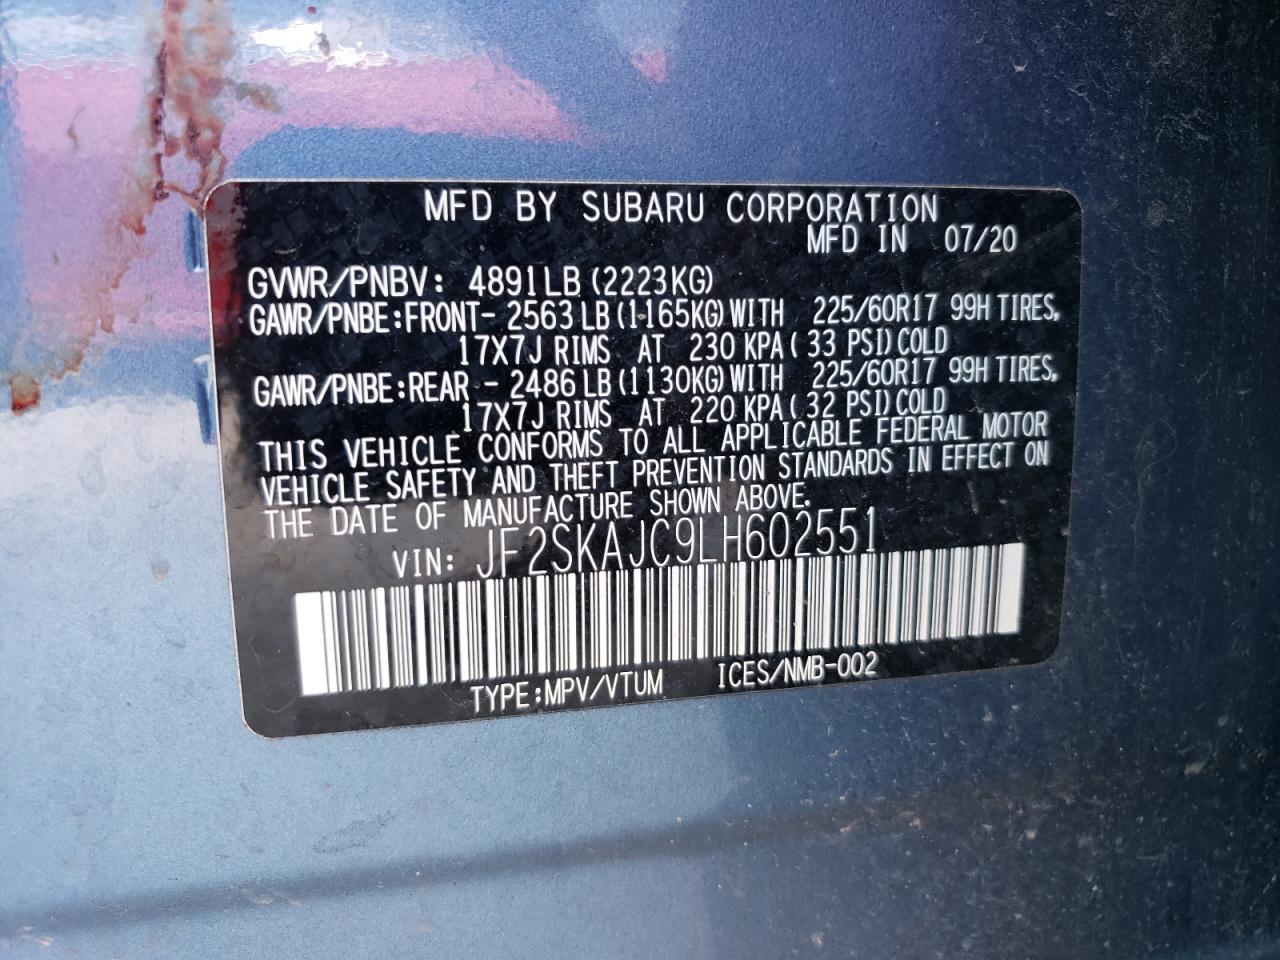 MFD BY SUBARU CORPORATION
MFD IN 07/20
GVWR/PNBV: 4891LB (2223KG)
GAWR/PNBE:FRONT- 2563 LB (1165KG) WITH 225/60R17 99H TIRES,
17X7J RIMS AT 230 KPA ( 33 PSI) COLD
GAWR/PNBE:REAR - 2486 LB (1130KG) WITH 225/60R17 99H TIRES,
17X7J RIMS AT 220 KPA ( 32 PSI) COLD
THIS VEHICLE CONFORMS TO ALL APPLICABLE FEDERAL MOTOR
VEHICLE SAFETY AND THEFT PREVENTION STANDARDS IN EFFECT ON
THE DATE OF MANUFACTURE SHOWN ABOVE.
VIN: JF2SKAJC9LH602551
TYPE:MPV/VTUM ICES/NMB-002